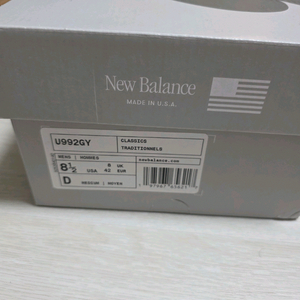 New Balance
MADE IN U.S.A.
U992GY
CLASSICS
TRADITIONNELS
MENS | HOMMES
newbalance.com
8½ USA 8 UK
42 EUR
D MEDIUM | MOYEN